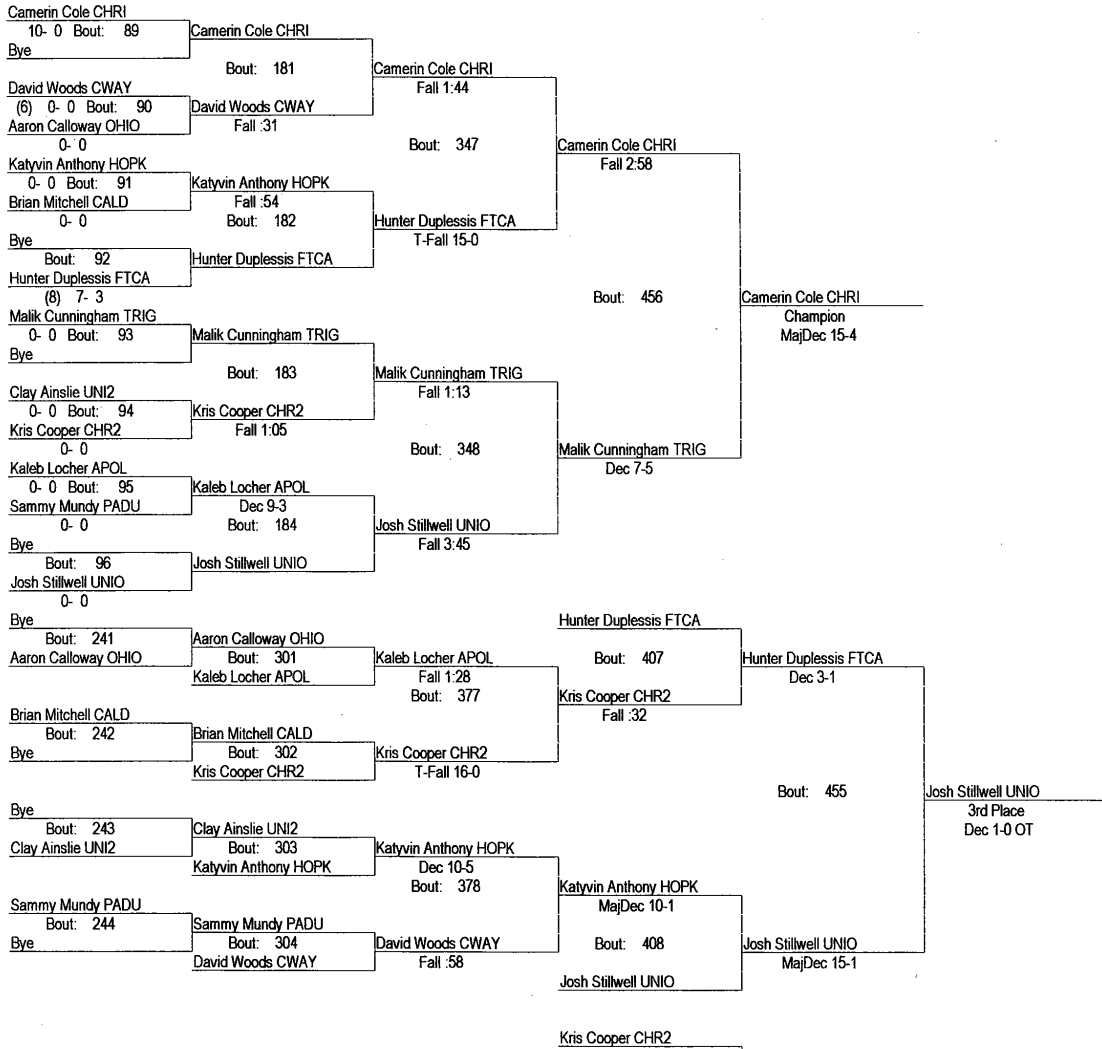 Camerin Cole CHRI
10- 0 Bout: 89
Bye
Camerin Cole CHRI
Bout: 181
David Woods CWAY
(6) 0- 0 Bout: 90
Aaron Calloway OHIO
0- 0
David Woods CWAY
Fall :31
Camerin Cole CHRI
Fall 1:44
Bout: 347
Katyvin Anthony HOPK
0- 0 Bout: 91
Brian Mitchell CALD
0- 0
Katyvin Anthony HOPK
Fall :54
Bout: 182
Bye
Bout: 92
Hunter Duplessis FTCA
(8) 7- 3
Hunter Duplessis FTCA
Hunter Duplessis FTCA
T-Fall 15-0
Camerin Cole CHRI
Fall 2:58
Bout: 456
Camerin Cole CHRI
Champion
MajDec 15-4
Malik Cunningham TRIG
0- 0 Bout: 93
Bye
Malik Cunningham TRIG
Bout: 183
Clay Ainslie UNI2
0- 0 Bout: 94
Kris Cooper CHR2
0- 0
Kris Cooper CHR2
Fall 1:05
Malik Cunningham TRIG
Fall 1:13
Bout: 348
Malik Cunningham TRIG
Dec 7-5
Kaleb Locher APOL
0- 0 Bout: 95
Sammy Mundy PADU
0- 0
Kaleb Locher APOL
Dec 9-3
Bout: 184
Bye
Bout: 96
Josh Stillwell UNIO
0- 0
Josh Stillwell UNIO
Josh Stillwell UNIO
Fall 3:45
Bye
Bout: 241
Aaron Calloway OHIO
Aaron Calloway OHIO
Bout: 301
Kaleb Locher APOL
Kaleb Locher APOL
Fall 1:28
Bout: 377
Brian Mitchell CALD
Bout: 242
Bye
Brian Mitchell CALD
Bout: 302
Kris Cooper CHR2
Kris Cooper CHR2
T-Fall 16-0
Hunter Duplessis FTCA
Bout: 407
Kris Cooper CHR2
Fall :32
Hunter Duplessis FTCA
Dec 3-1
Bout: 455
Josh Stillwell UNIO
3rd Place
Dec 1-0 OT
Bye
Bout: 243
Clay Ainslie UNI2
Clay Ainslie UNI2
Bout: 303
Katyvin Anthony HOPK
Katyvin Anthony HOPK
Dec 10-5
Bout: 378
Sammy Mundy PADU
Bout: 244
Bye
Sammy Mundy PADU
Bout: 304
David Woods CWAY
David Woods CWAY
Fall :58
Katyvin Anthony HOPK
MajDec 10-1
Bout: 408
Josh Stillwell UNIO
Josh Stillwell UNIO
MajDec 15-1
Kris Cooper CHR2